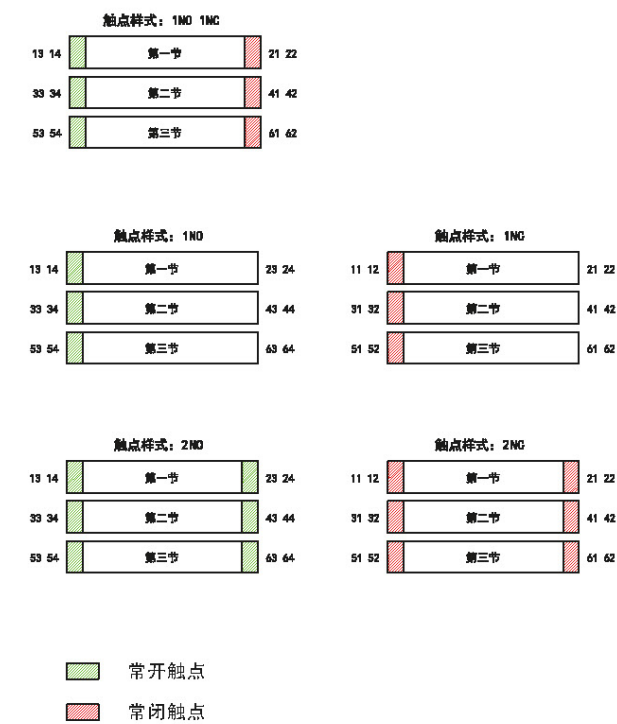 触点样式：1NO 1NC
13 14 第一节 21 22
33 34 第二节 41 42
53 54 第三节 61 62
触点样式：1NO
13 14 第一节 23 24
33 34 第二节 43 44
53 54 第三节 63 64
触点样式：1NC
11 12 第一节 21 22
31 32 第二节 41 42
51 52 第三节 61 62
触点样式：2NO
13 14 第一节 23 24
33 34 第二节 43 44
53 54 第三节 63 64
触点样式：2NC
11 12 第一节 21 22
31 32 第二节 41 42
51 52 第三节 61 62
常开触点
常闭触点